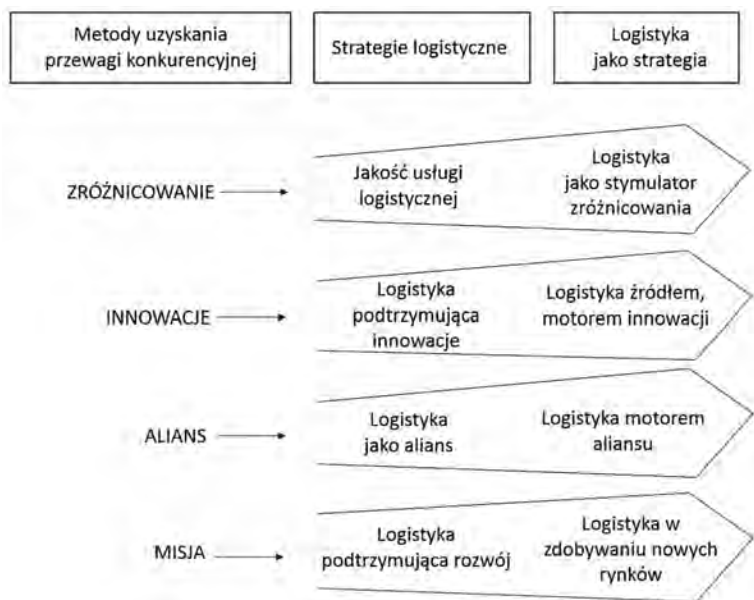 Metody uzyskania
przewagi konkurencyjnej
Strategie logistyczne
Logistyka
jako strategia
ZRÓŻNICOWANIE
Jakość usługi
logistycznej
Logistyka
jako stymulator
zróżnicowania
INNOWACJE
Logistyka
podtrzymująca
innowacje
Logistyka źródłem,
motorem innowacji
ALIANS
Logistyka
jako alians
Logistyka motorem
aliansu
MISJA
Logistyka
podtrzymująca rozwój
Logistyka w
zdobywaniu nowych
rynków